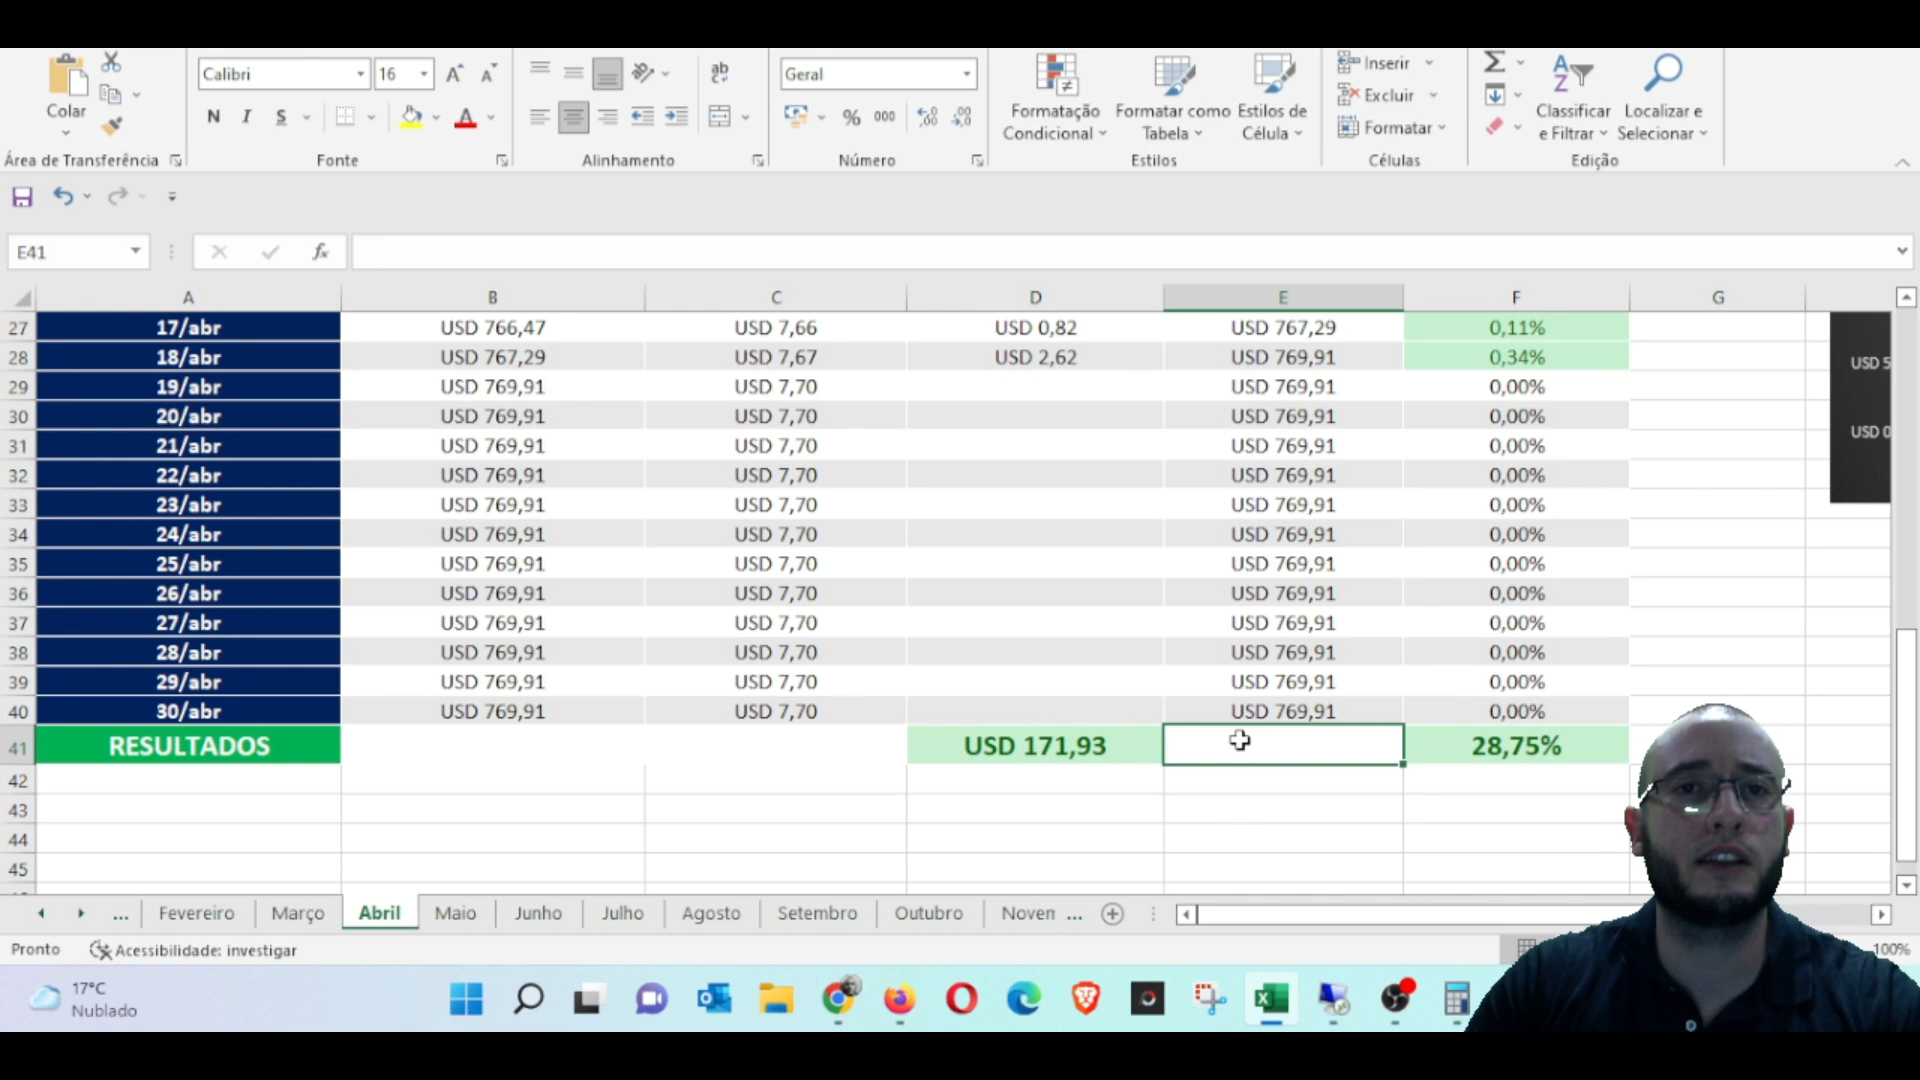 Colar
Área de Transferência
Calibri
16
N I S
Fonte
ab
Alinhamento
Geral
% 000
Número
Formatação Condicional
Formatar como Tabela
Estilos de Célula
Estilos
Inserir
Excluir
Formatar
Células
Classificar e Filtrar
Localizar e Selecionar
Edição
E41
fx
A B C D E F G
27 17/abr USD 766,47 USD 7,66 USD 0,82 USD 767,29 0,11%
28 18/abr USD 767,29 USD 7,67 USD 2,62 USD 769,91 0,34%
29 19/abr USD 769,91 USD 7,70 USD 769,91 0,00%
30 20/abr USD 769,91 USD 7,70 USD 769,91 0,00%
31 21/abr USD 769,91 USD 7,70 USD 769,91 0,00%
32 22/abr USD 769,91 USD 7,70 USD 769,91 0,00%
33 23/abr USD 769,91 USD 7,70 USD 769,91 0,00%
34 24/abr USD 769,91 USD 7,70 USD 769,91 0,00%
35 25/abr USD 769,91 USD 7,70 USD 769,91 0,00%
36 26/abr USD 769,91 USD 7,70 USD 769,91 0,00%
37 27/abr USD 769,91 USD 7,70 USD 769,91 0,00%
38 28/abr USD 769,91 USD 7,70 USD 769,91 0,00%
39 29/abr USD 769,91 USD 7,70 USD 769,91 0,00%
40 30/abr USD 769,91 USD 7,70 USD 769,91 0,00%
41 RESULTADOS USD 171,93 28,75%
42
43
44
45
USD 5
USD 0
... Fevereiro Março Abril Maio Junho Julho Agosto Setembro Outubro Noven ...
Pronto Acessibilidade: investigar
100%
17°C
Nublado